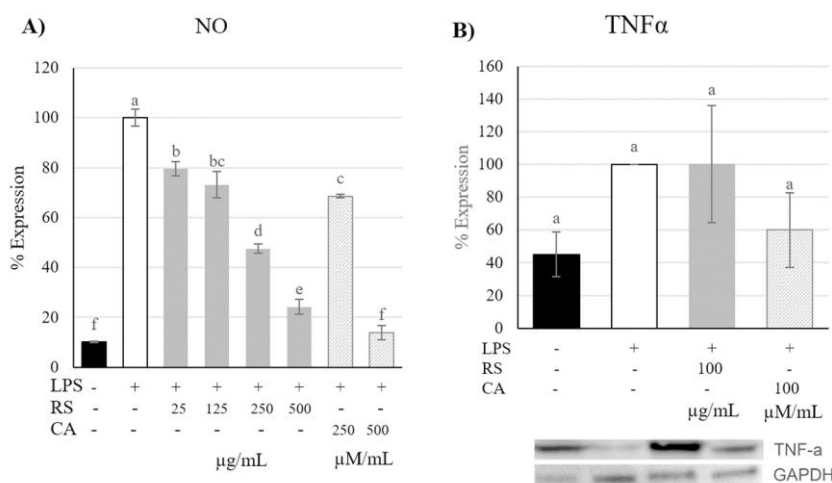 A) NO
% Expression
120
100
80
60
40
20
0
f a b bc d e c f
LPS - + + + + + + +
RS - - 25 125 250 500 - -
CA - - - - - - 250 500
µg/mL µM/mL
B) TNFα
% Expression
160
140
120
100
80
60
40
20
0
a a a a
LPS - + + +
RS 100
CA 100
µg/mL µM/mL
TNF-a
GAPDH